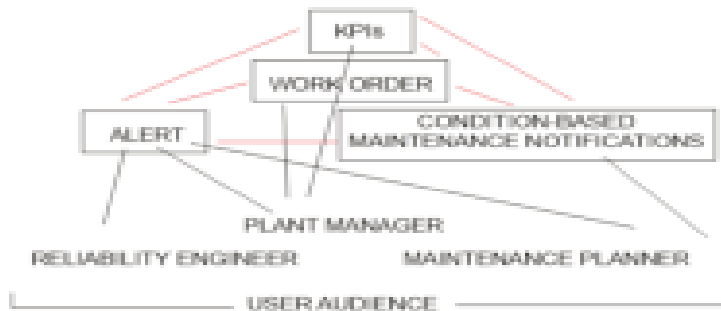 KPIs
WORK ORDER
ALERT
CONDITION-BASED
MAINTENANCE NOTIFICATIONS
PLANT MANAGER
RELIABILITY ENGINEER
MAINTENANCE PLANNER
USER AUDIENCE